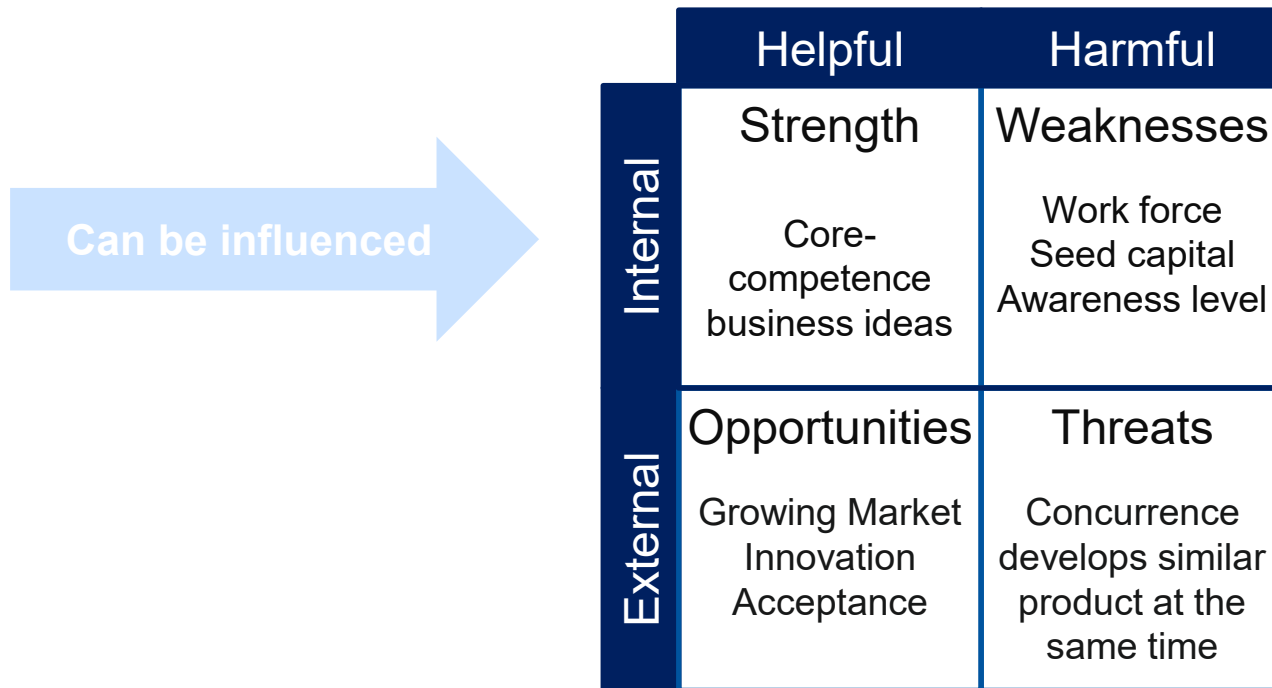 Helpful
Harmful
Can be influenced
Internal
Strength
Core-
competence
business ideas
Weaknesses
Work force
Seed capital
Awareness level
External
Opportunities
Growing Market
Innovation
Acceptance
Threats
Concurrence
develops similar
product at the
same time